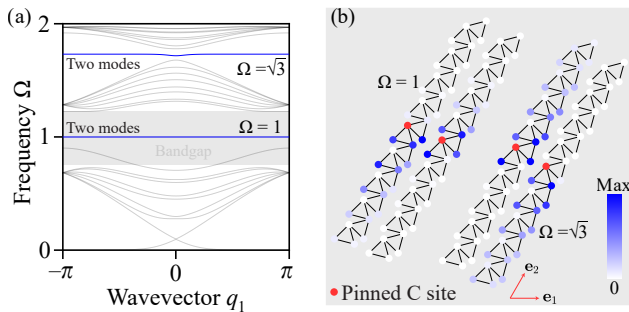 (a)
2
Two modes
Ω = √3
Two modes
Ω = 1
1
Bandgap
0
Frequency Ω
−π
0
π
Wavevector q₁
(b)
Ω = 1
Ω = √3
Max
0
Pinned C site
e₂
e₁